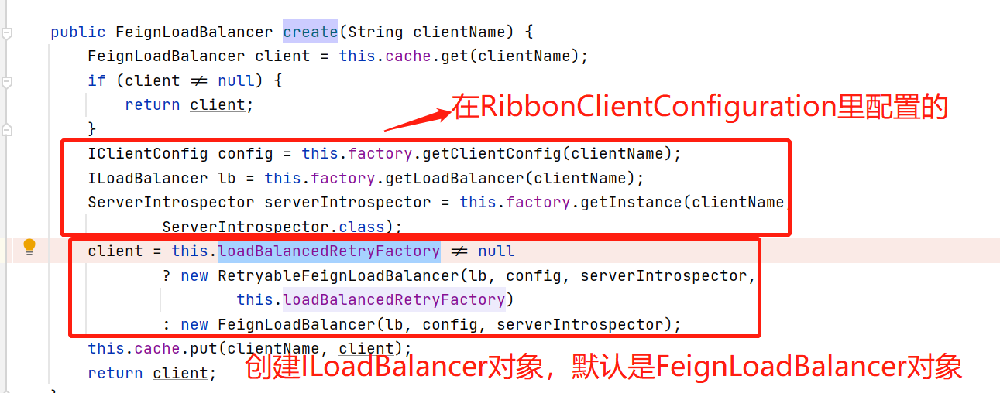 public FeignLoadBalancer create(String clientName) {
FeignLoadBalancer client = this.cache.get(clientName);
if (client ≠ null) {
return client;
}
在RibbonClientConfiguration里配置的
IClientConfig config = this.factory.getClientConfig(clientName);
ILoadBalancer lb = this.factory.getLoadBalancer(clientName);
ServerIntrospector serverIntrospector = this.factory.getInstance(clientName,
ServerIntrospector.class);
client = this.loadBalancedRetryFactory ≠ null
? new RetryableFeignLoadBalancer(lb, config, serverIntrospector,
this.loadBalancedRetryFactory)
: new FeignLoadBalancer(lb, config, serverIntrospector);
this.cache.put(clientName, client);
创建ILoadBalancer对象，默认是FeignLoadBalancer对象
return client;
}